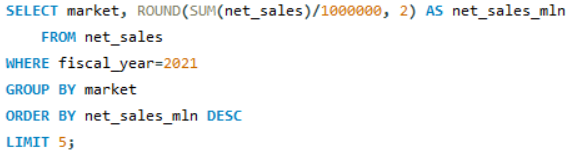 SELECT market, ROUND(SUM(net_sales)/1000000, 2) AS net_sales_mln
FROM net_sales
WHERE fiscal_year=2021
GROUP BY market
ORDER BY net_sales_mln DESC
LIMIT 5;